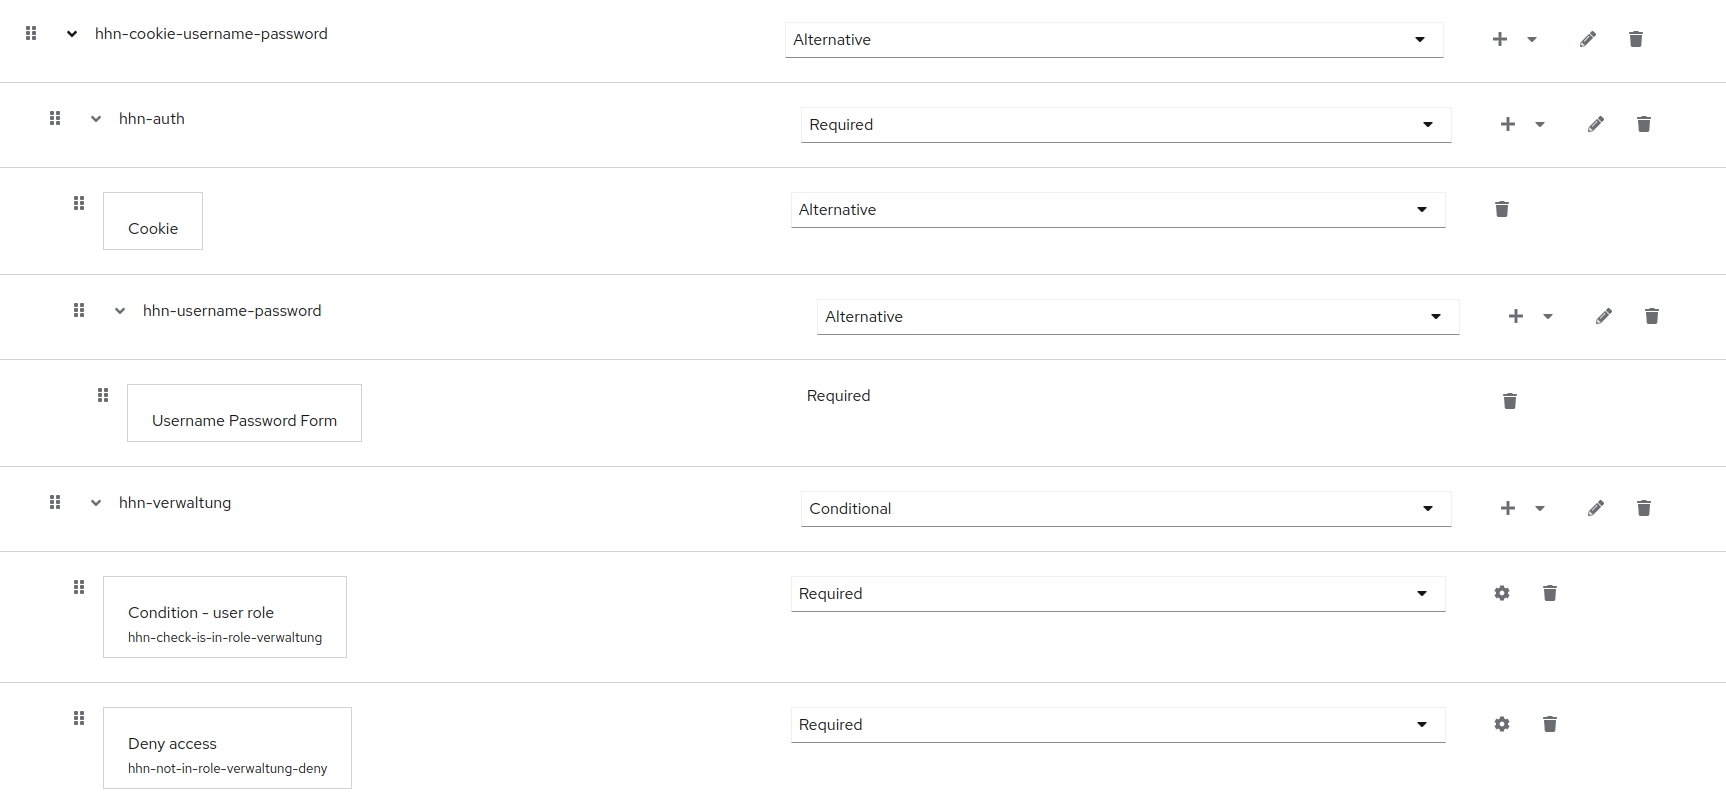 hhn-cookie-username-password
Alternative
hhn-auth
Required
Cookie
Alternative
hhn-username-password
Alternative
Username Password Form
Required
hhn-verwaltung
Conditional
Condition - user role
hhn-check-is-in-role-verwaltung
Required
Deny access
hhn-not-in-role-verwaltung-deny
Required